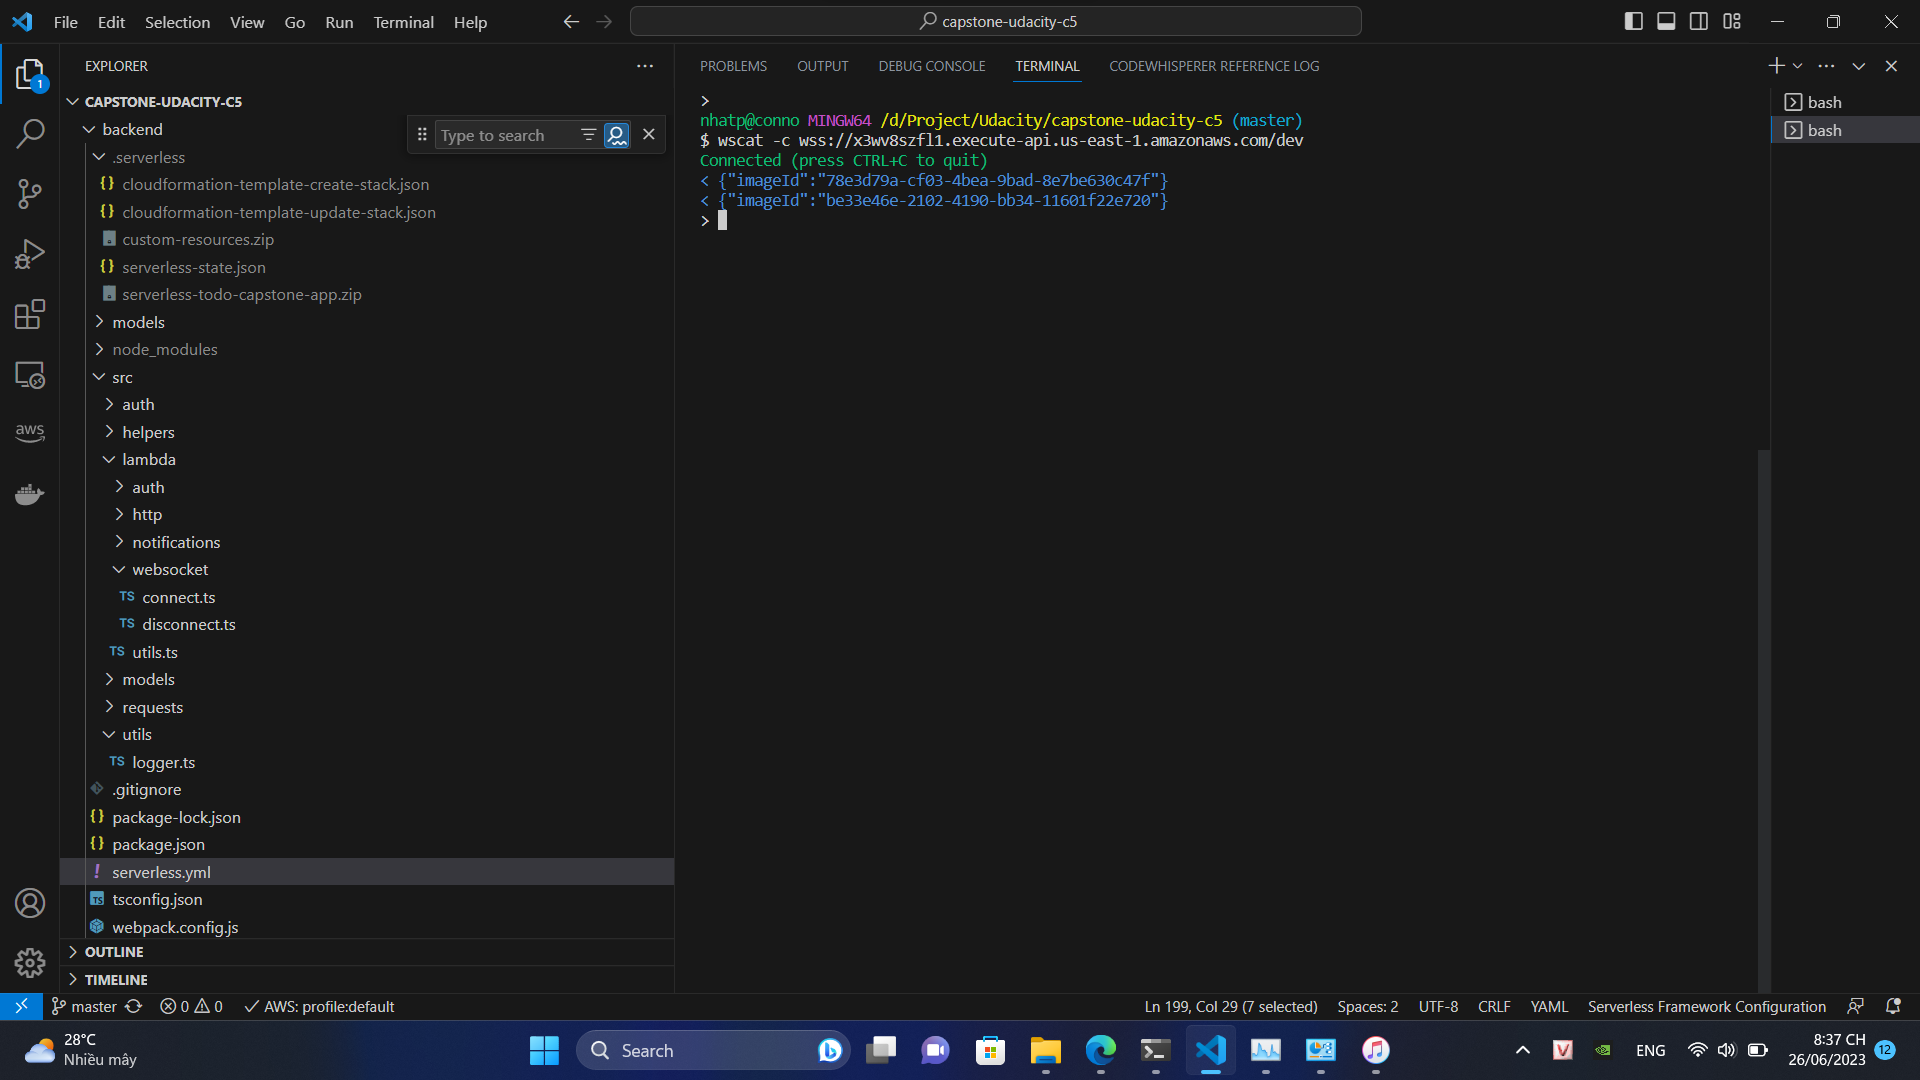 File Edit Selection View Go Run Terminal Help
capstone-udacity-c5
EXPLORER
1
CAPSTONE-UDACITY-C5
backend
Type to search
.serverless
{} cloudformation-template-create-stack.json
{} cloudformation-template-update-stack.json
custom-resources.zip
{} serverless-state.json
serverless-todo-capstone-app.zip
models
node_modules
src
auth
helpers
lambda
auth
http
notifications
websocket
TS connect.ts
TS disconnect.ts
TS utils.ts
models
requests
utils
TS logger.ts
.gitignore
{} package-lock.json
{} package.json
! serverless.yml
TS tsconfig.json
webpack.config.js
OUTLINE
TIMELINE
aws
PROBLEMS OUTPUT DEBUG CONSOLE TERMINAL CODEWHISPERER REFERENCE LOG
>
nhatp@conno MINGW64 /d/Project/Udacity/capstone-udacity-c5 (master)
$ wscat -c wss://x3wv8szfl1.execute-api.us-east-1.amazonaws.com/dev
Connected (press CTRL+C to quit)
< {"imageId":"78e3d79a-cf03-4bea-9bad-8e7be630c47f"}
< {"imageId":"be33e46e-2102-4190-bb34-11601f22e720"}
>
bash
bash
master 0 0 AWS: profile:default
Ln 199, Col 29 (7 selected) Spaces: 2 UTF-8 CRLF YAML Serverless Framework Configuration
28°C
Nhiều mây
Search
ENG
8:37 CH
26/06/2023
12